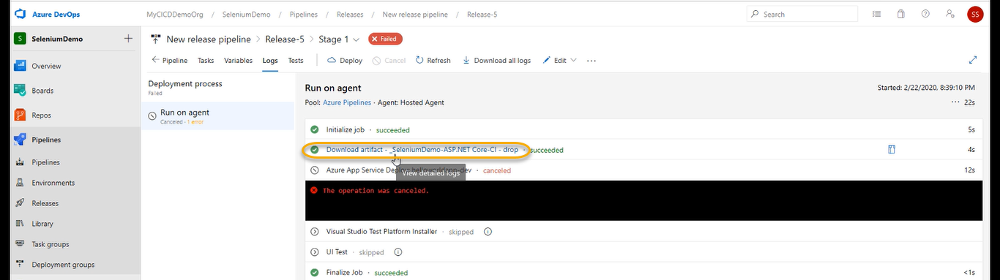 Azure DevOps
MyCICDDemoOrg / SeleniumDemo / Pipelines / Releases / New release pipeline / Release-5
Search
SS
S SeleniumDemo +
New release pipeline > Release-5 > Stage 1 Failed
Overview
Boards
Repos
Pipelines
Pipelines
Environments
Releases
Library
Task groups
Deployment groups
Pipeline Tasks Variables Logs Tests Deploy Cancel Refresh Download all logs Edit ...
Deployment process
Failed
Run on agent
Canceled · 1 error
Run on agent
Started: 2/22/2020, 8:39:10 PM
Pool: Azure Pipelines · Agent: Hosted Agent
... 22s
Initialize job · succeeded 5s
Download artifact - _SeleniumDemo-ASP.NET Core-CI - drop · succeeded 4s
Azure App Service Deploy: helloworldapp-dev · canceled 12s
View detailed logs
The operation was canceled.
Visual Studio Test Platform Installer · skipped
UI Test · skipped
Finalize Job · succeeded <1s